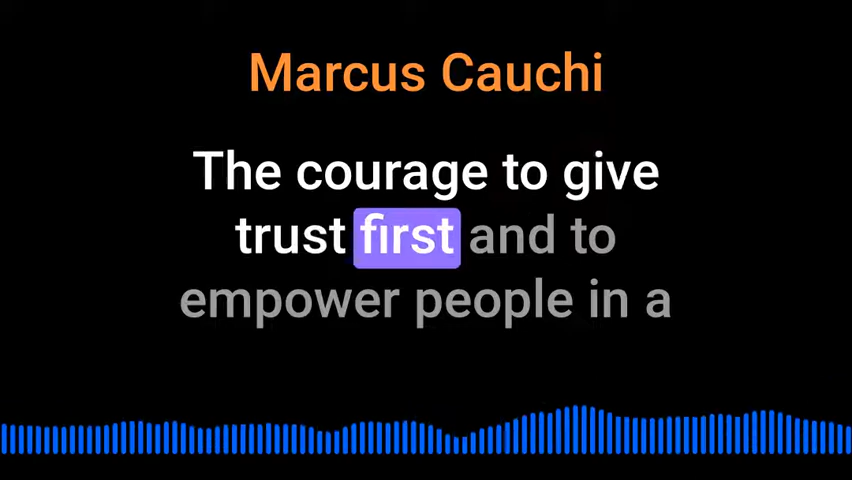 Marcus Cauchi
The courage to give
trust first and to
empower people in a